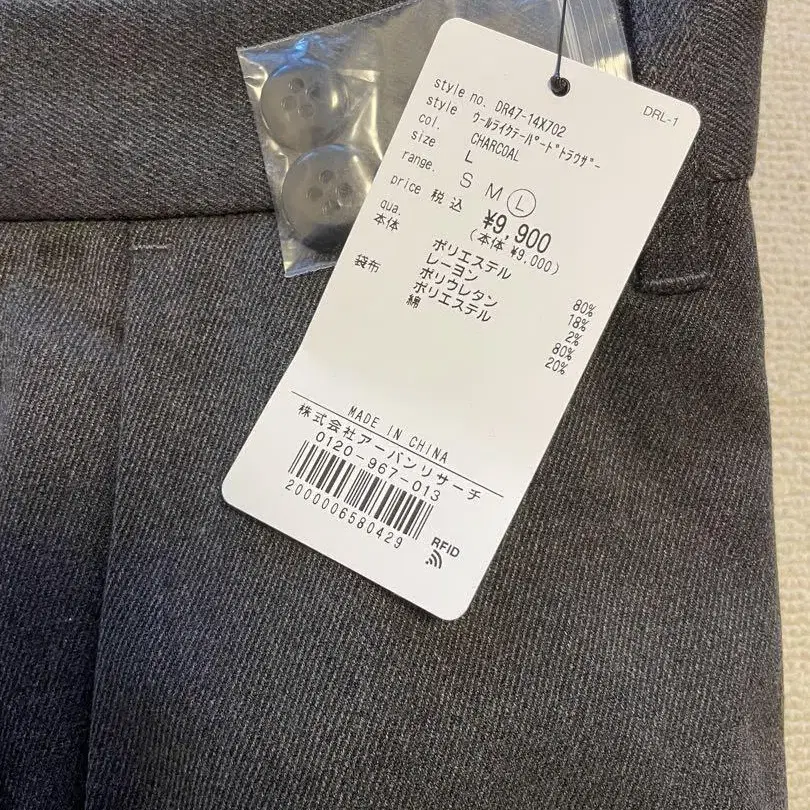 DRL-1
style no. DR47-14X702
style ｳｰﾙﾗｲｸﾃｰﾊﾟｰﾄﾞﾄﾗｳｻﾞｰ
col. CHARCOAL
size L
range. S M L
price 税込 ¥9,900
(本体 ¥9,000)
qua.
本体 ポリエステル 80%
レーヨン 18%
ポリウレタン 2%
袋布 ポリエステル 80%
綿 20%
MADE IN CHINA
株式会社アーバンリサーチ
0120-967-013
2000006580429
RFID